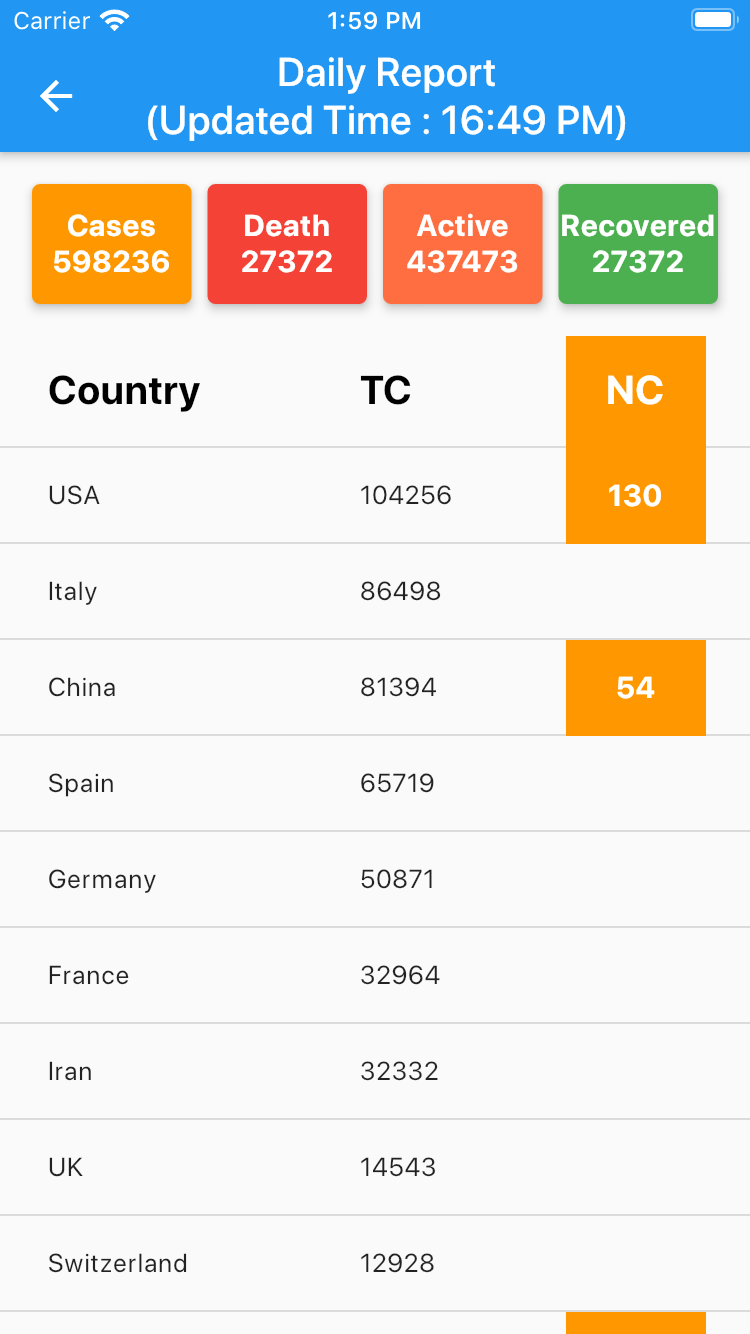 Carrier 1:59 PM
Daily Report
(Updated Time : 16:49 PM)
Cases Death Active Recovered
598236 27372 437473 27372
Country TC NC
USA 104256 130
Italy 86498
China 81394 54
Spain 65719
Germany 50871
France 32964
Iran 32332
UK 14543
Switzerland 12928